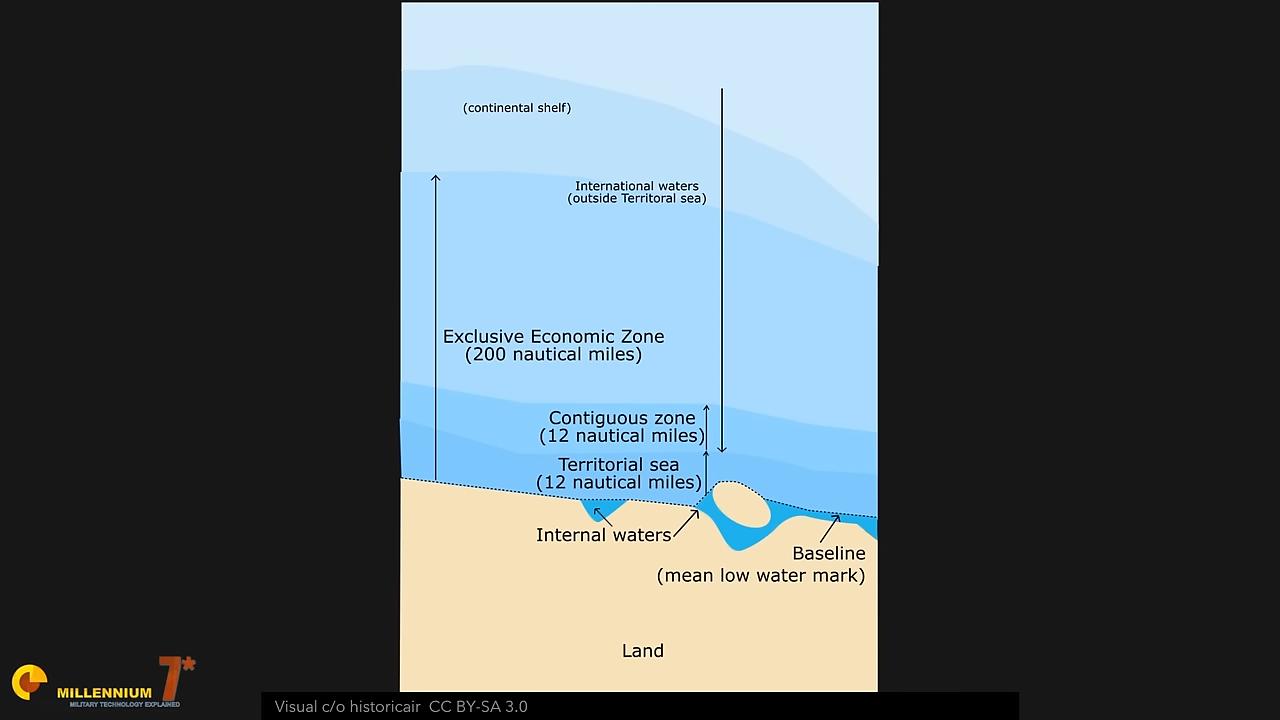 (continental shelf)
International waters
(outside Territoral sea)
Exclusive Economic Zone
(200 nautical miles)
Contiguous zone
(12 nautical miles)
Territorial sea
(12 nautical miles)
Internal waters
Baseline
(mean low water mark)
Land
MILLENNIUM 7*
MILITARY TECHNOLOGY EXPLAINED
Visual c/o historicair CC BY-SA 3.0